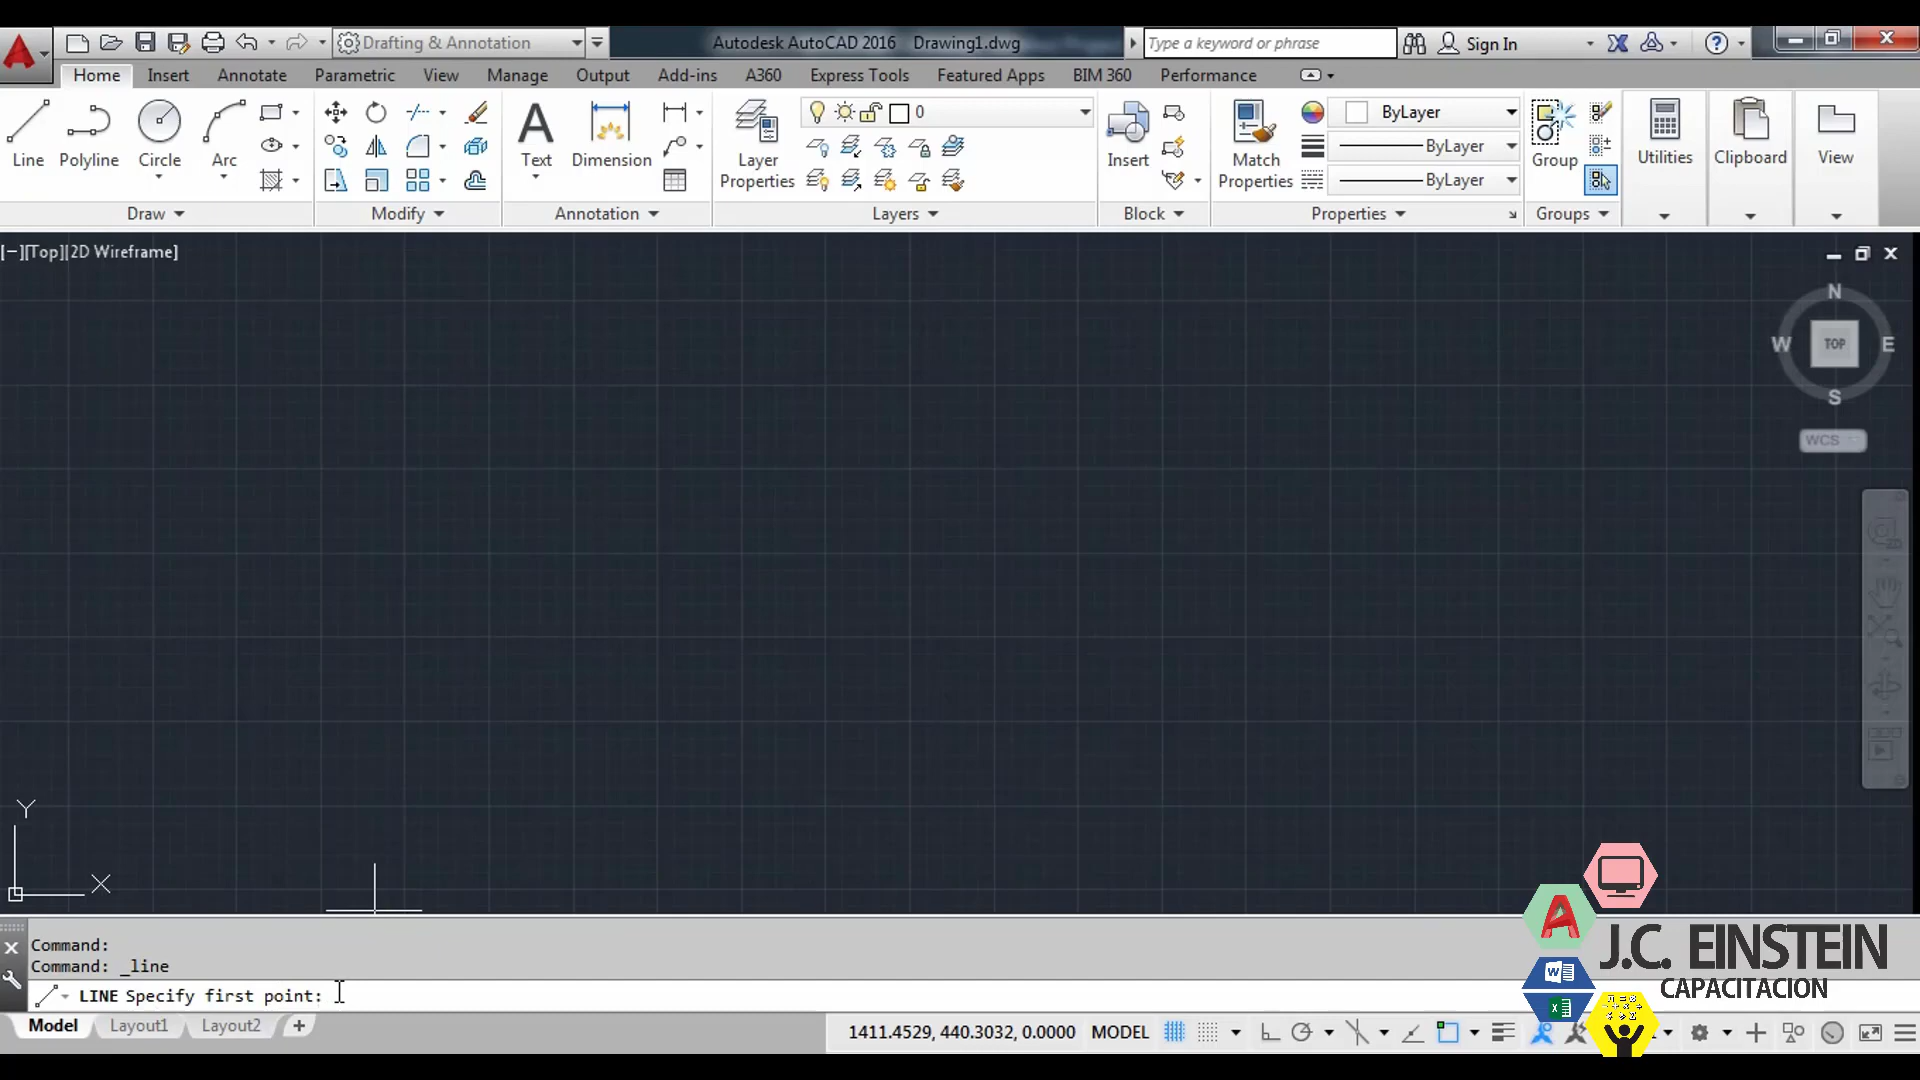 Drafting & Annotation
Autodesk AutoCAD 2016 Drawing1.dwg
Type a keyword or phrase
Sign In
Home Insert Annotate Parametric View Manage Output Add-ins A360 Express Tools Featured Apps BIM 360 Performance
0
ByLayer
ByLayer
ByLayer
Line Polyline Circle Arc
Text Dimension
Layer Properties
Insert
Match Properties
Group
Utilities Clipboard View
Draw Modify Annotation Layers Block Properties Groups
[−][Top][2D Wireframe]
N
W TOP E
S
WCS
Y
X
Command:
Command: _line
LINE Specify first point:
Model Layout1 Layout2 +
1411.4529, 440.3032, 0.0000 MODEL
J.C. EINSTEIN
CAPACITACION